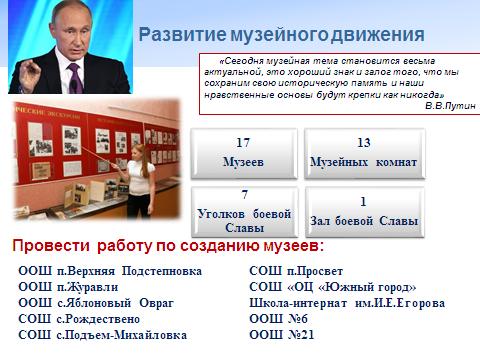 Развитие музейного движения
«Сегодня музейная тема становится весьма
актуальной, это хороший знак и залог того, что мы
сохраним свою историческую память и наши
нравственные основы будут крепки как никогда»
В.В.Путин
ЧЕСКИЕ ЭКСКУРСИИ
17
Музеев
13
Музейных комнат
7
Уголков боевой
Славы
1
Зал боевой Славы
Провести работу по созданию музеев:
ООШ п.Верхняя Подстепновка
ООШ п.Журавли
ООШ с.Яблоновый Овраг
СОШ с.Рождествено
СОШ с.Подъем-Михайловка
СОШ п.Просвет
СОШ «ОЦ «Южный город»
Школа-интернат им.И.Е.Егорова
ООШ №6
ООШ №21